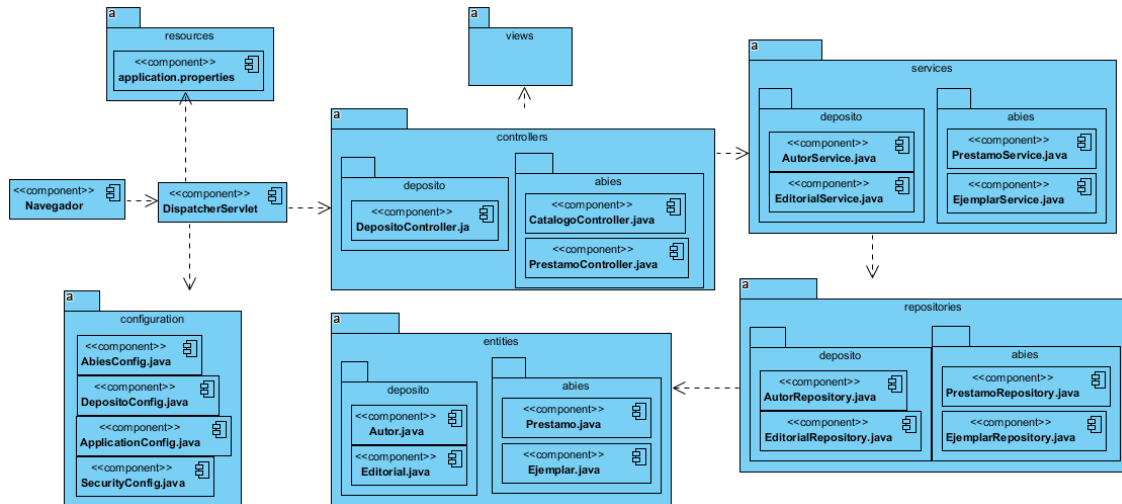 a
resources
<<component>>
application.properties
a
views
a
services
deposito
<<component>>
AutorService.java
<<component>>
EditorialService.java
abies
<<component>>
PrestamoService.java
<<component>>
EjemplarService.java
<<component>>
Navegador
<<component>>
DispatcherServlet
a
controllers
deposito
<<component>>
DepositoController.ja
abies
<<component>>
CatalogoController.java
<<component>>
PrestamoController.java
a
configuration
<<component>>
AbiesConfig.java
<<component>>
DepositoConfig.java
<<component>>
ApplicationConfig.java
<<component>>
SecurityConfig.java
a
entities
deposito
<<component>>
Autor.java
<<component>>
Editorial.java
abies
<<component>>
Prestamo.java
<<component>>
Ejemplar.java
a
repositories
deposito
<<component>>
AutorRepository.java
<<component>>
EditorialRepository.java
abies
<<component>>
PrestamoRepository.java
<<component>>
EjemplarRepository.java